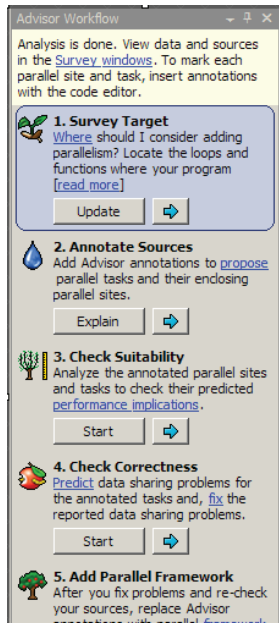 Advisor Workflow
Analysis is done. View data and sources
in the Survey windows. To mark each
parallel site and task, insert annotations
with the code editor.
1. Survey Target
Where should I consider adding
parallelism? Locate the loops and
functions where your program
[read more]
Update
2. Annotate Sources
Add Advisor annotations to propose
parallel tasks and their enclosing
parallel sites.
Explain
3. Check Suitability
Analyze the annotated parallel sites
and tasks to check their predicted
performance implications.
Start
4. Check Correctness
Predict data sharing problems for
the annotated tasks and, fix the
reported data sharing problems.
Start
5. Add Parallel Framework
After you fix problems and re-check
your sources, replace Advisor
annotations with parallel framework